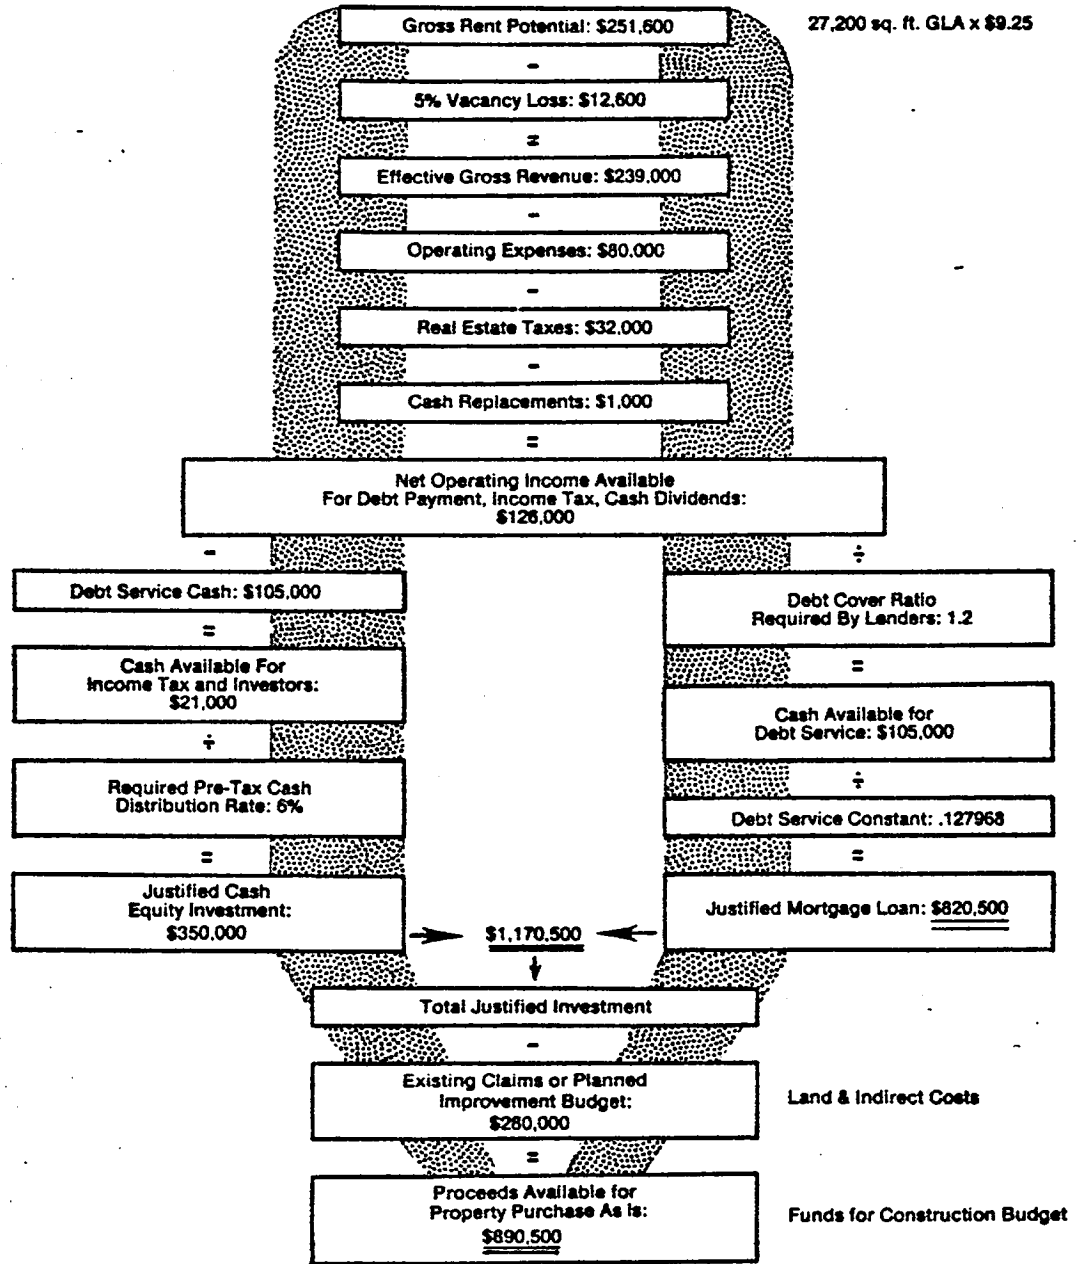 Gross Rent Potential: $251,600
27,200 sq. ft. GLA x $9.25
-
5% Vacancy Loss: $12,600
=
Effective Gross Revenue: $239,000
-
Operating Expenses: $80,000
-
Real Estate Taxes: $32,000
-
Cash Replacements: $1,000
=
Net Operating Income Available
For Debt Payment, Income Tax, Cash Dividends:
$126,000
-
Debt Service Cash: $105,000
=
Cash Available For
Income Tax and Investors:
$21,000
÷
Required Pre-Tax Cash
Distribution Rate: 6%
=
Justified Cash
Equity Investment:
$350,000
÷
Debt Cover Ratio
Required By Lenders: 1.2
=
Cash Available for
Debt Service: $105,000
÷
Debt Service Constant: .127968
=
Justified Mortgage Loan: $820,500
$1,170,500
Total Justified Investment
-
Existing Claims or Planned
Improvement Budget:
$280,000
Land & Indirect Costs
=
Proceeds Available for
Property Purchase As Is:
$890,500
Funds for Construction Budget